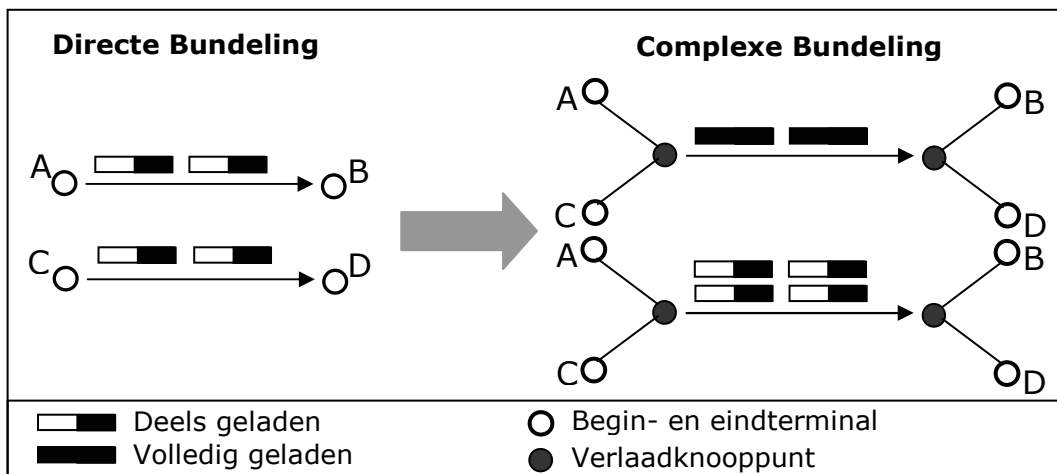 Directe Bundeling
Complexe Bundeling
A
B
C
D
A
B
C
D
A
B
C
D
Deels geladen
Volledig geladen
Begin- en eindterminal
Verlaadknooppunt